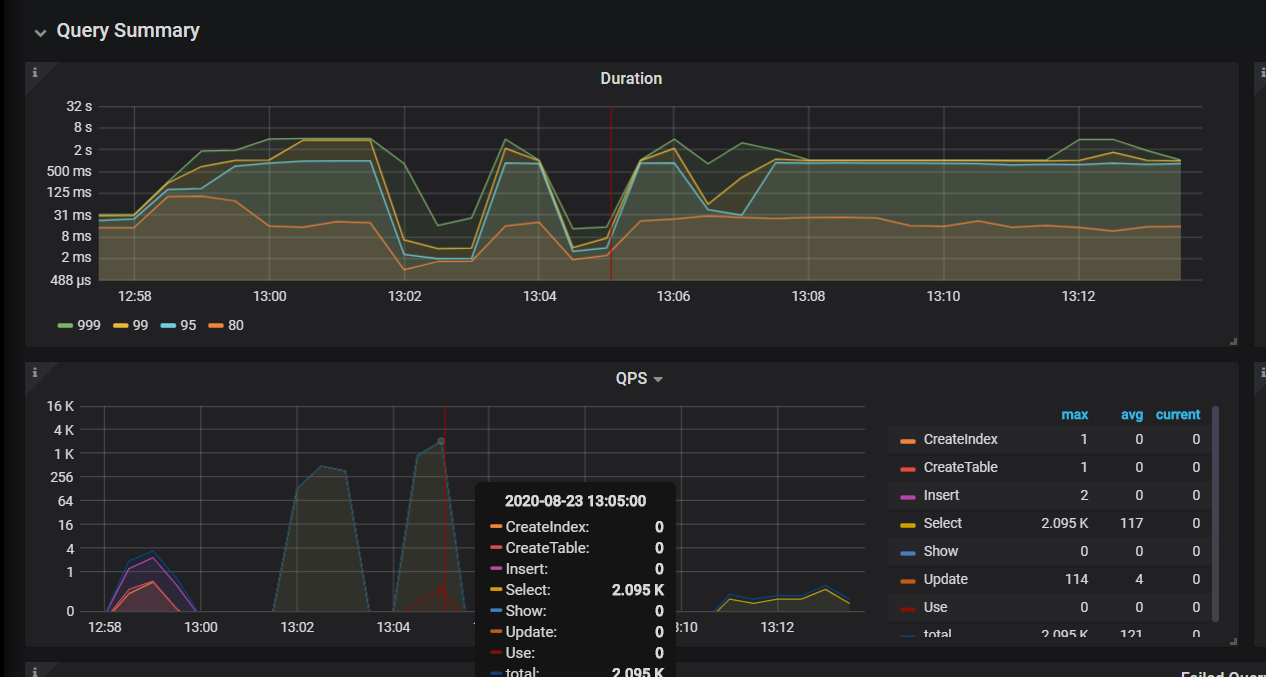 Query Summary
Duration
32 s
8 s
2 s
500 ms
125 ms
31 ms
8 ms
2 ms
488 µs
12:58 13:00 13:02 13:04 13:06 13:08 13:10 13:12
999 99 95 80
QPS
16 K
4 K
1 K
256
64
16
4
1
0
12:58 13:00 13:02 13:04 3:10 13:12
2020-08-23 13:05:00
CreateIndex: 0
CreateTable: 0
Insert: 0
Select: 2.095 K
Show: 0
Update: 0
Use: 0
total: 2.095 K
max avg current
CreateIndex 1 0 0
CreateTable 1 0 0
Insert 2 0 0
Select 2.095 K 117 0
Show 0 0 0
Update 114 4 0
Use 0 0 0
total 2.095 K 121 0